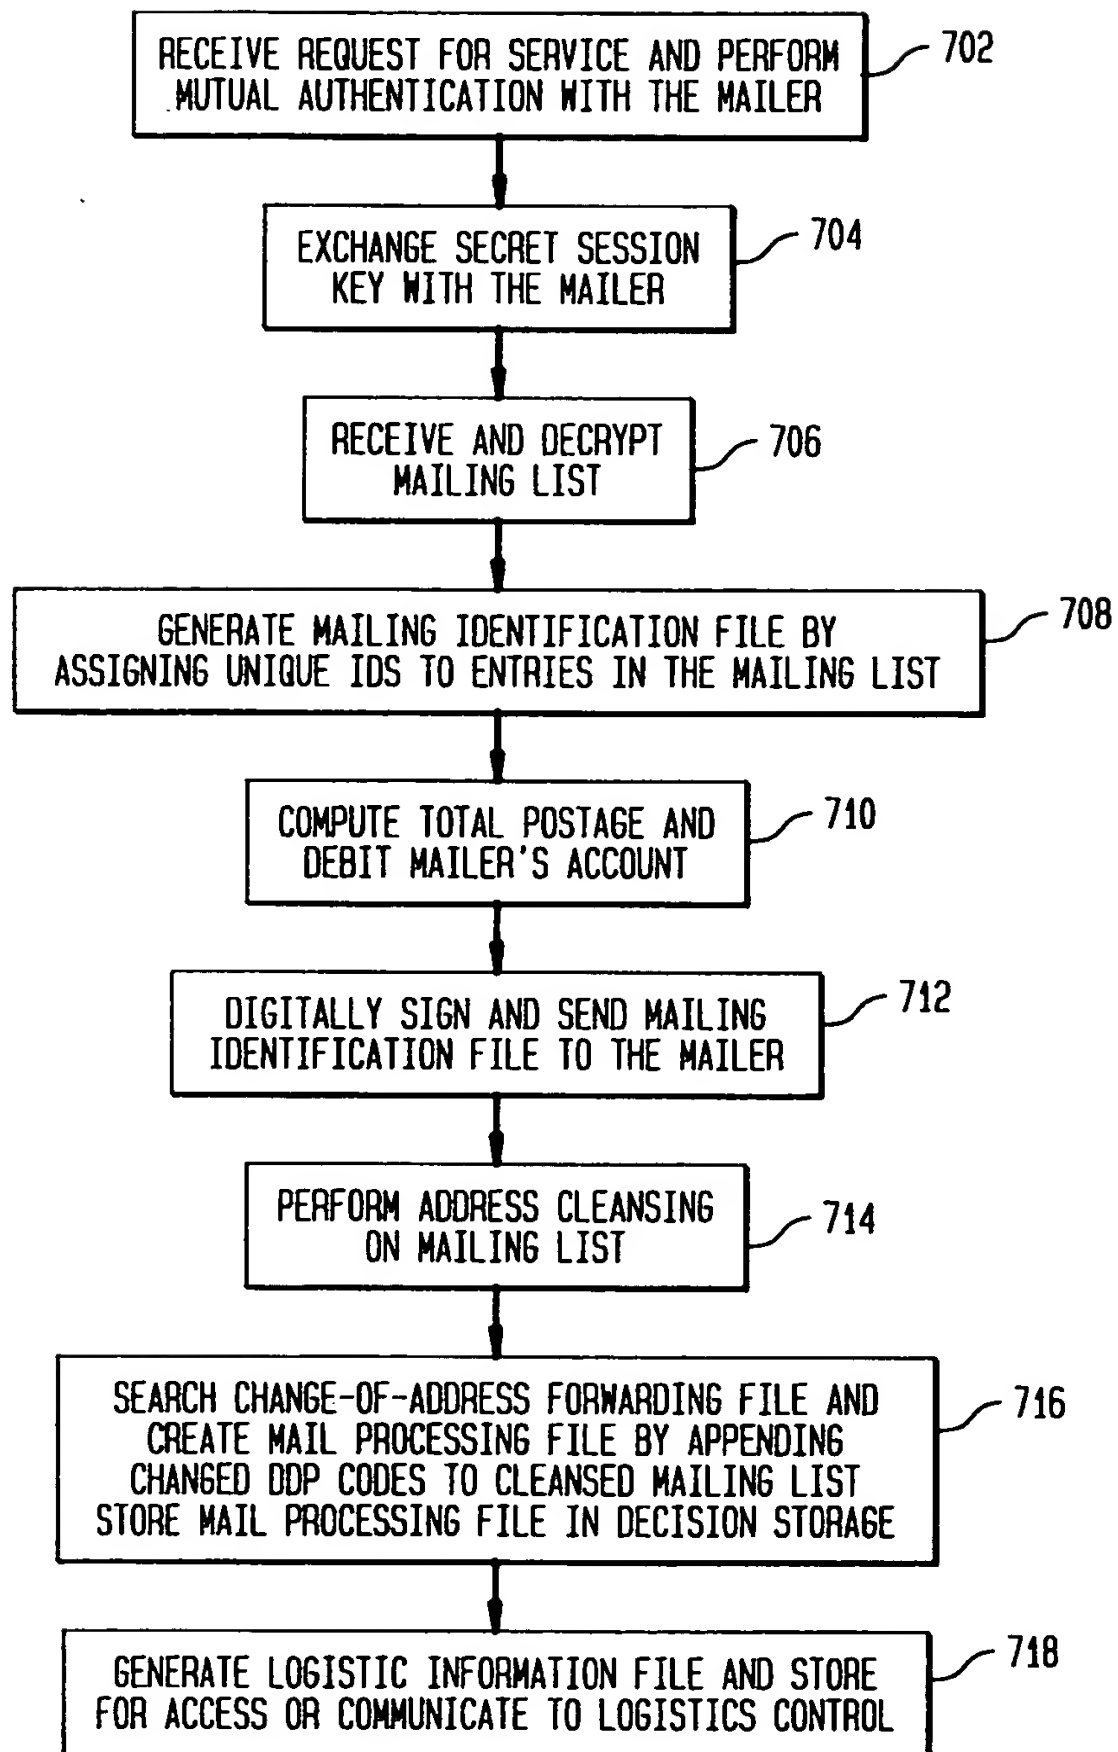 RECEIVE REQUEST FOR SERVICE AND PERFORM
MUTUAL AUTHENTICATION WITH THE MAILER
702
EXCHANGE SECRET SESSION
KEY WITH THE MAILER
704
RECEIVE AND DECRYPT
MAILING LIST
706
GENERATE MAILING IDENTIFICATION FILE BY
ASSIGNING UNIQUE IDS TO ENTRIES IN THE MAILING LIST
708
COMPUTE TOTAL POSTAGE AND
DEBIT MAILER'S ACCOUNT
710
DIGITALLY SIGN AND SEND MAILING
IDENTIFICATION FILE TO THE MAILER
712
PERFORM ADDRESS CLEANSING
ON MAILING LIST
714
SEARCH CHANGE-OF-ADDRESS FORWARDING FILE AND
CREATE MAIL PROCESSING FILE BY APPENDING
CHANGED DDP CODES TO CLEANSED MAILING LIST
STORE MAIL PROCESSING FILE IN DECISION STORAGE
716
GENERATE LOGISTIC INFORMATION FILE AND STORE
FOR ACCESS OR COMMUNICATE TO LOGISTICS CONTROL
718